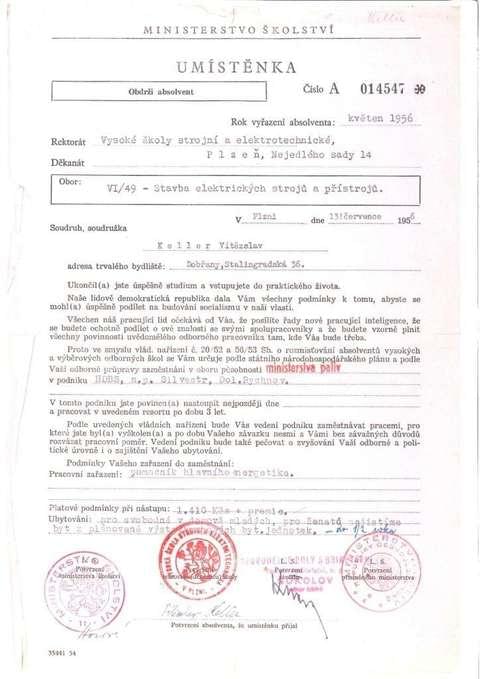 Keller
MINISTERSTVO ŠKOLSTVÍ
UMÍSTĚNKA
Obdrží absolvent
Číslo A 014547
Rok vyřazení absolventa: květen 1956
Rektorát Vysoké školy strojní a elektrotechnické,
Děkanát Plzeň, Nejedlého sady 14
Obor:
VI/49 - Stavba elektrických strojů a přístrojů.
V Plzni dne 13.července 1956
Soudruh, soudružka
Keller Vítězslav
adresa trvalého bydliště: Dobřany, Stalingradská 36.
Ukončil(a) jste úspěšně studium a vstupujete do praktického života.
Naše lidově demokratická republika dala Vám všechny podmínky k tomu, abyste se
mohl(a) úspěšně podílet na budování socialismu v naší vlasti.
Všechen náš pracující lid očekává od Vás, že posílíte řady nové pracující inteligence, že
se budete ochotně podílet o své znalosti se svými spolupracovníky a že budete vzorně plnit
všechny povinnosti uvědomělého odborného pracovníka tam, kde Vás bude třeba.
Proto ve smyslu vlád. nařízení č. 20/52 a 56/53 Sb. o rozmisťování absolventů vysokých
a výběrových odborných škol se Vám určuje podle státního národohospodářského plánu a podle
Vaší odborné průpravy zaměstnání v oboru působnosti ministerstva paliv
v podniku HDBS, n.p. Silvestr, Dol.Rychnov.
V tomto podniku jste povinen(a) nastoupit nejpozději dne
a pracovat v uvedeném resortu po dobu 3 let.
Podle uvedených vládních nařízení bude Vás vedení podniku zaměstnávat pracemi, pro
které jste byl(a) vyškolen(a) a po dobu Vašeho závazku nesmí a Vámi bez závažných důvodů
rozvázat pracovní poměr. Vedení podniku bude také pečovat o zvyšování Vaší odborné a poli-
tické úrovně i o zajištění Vašeho ubytování.
Podmínky Vašeho zařazení do zaměstnání:
Pracovní zařazení: pomocník hlavního energetika.
Platové podmínky při nástupu: 1.410 Kčs + premie.
Ubytování: pro svobodné v domově mladých, pro ženaté zajistíme
byt z plánované výstavby bytových jednotek. - do 1/2 roku
L. S.
Potvrzení
ministerstva školství
MINISTERSTVO ŠKOLSTVÍ
V PLZNI
Potvrzení
SOKOLOV
L. S.
Potvrzení
příslušného ministerstva
Keller
Potvrzení absolventa, že umístěnku přijal
35441 54